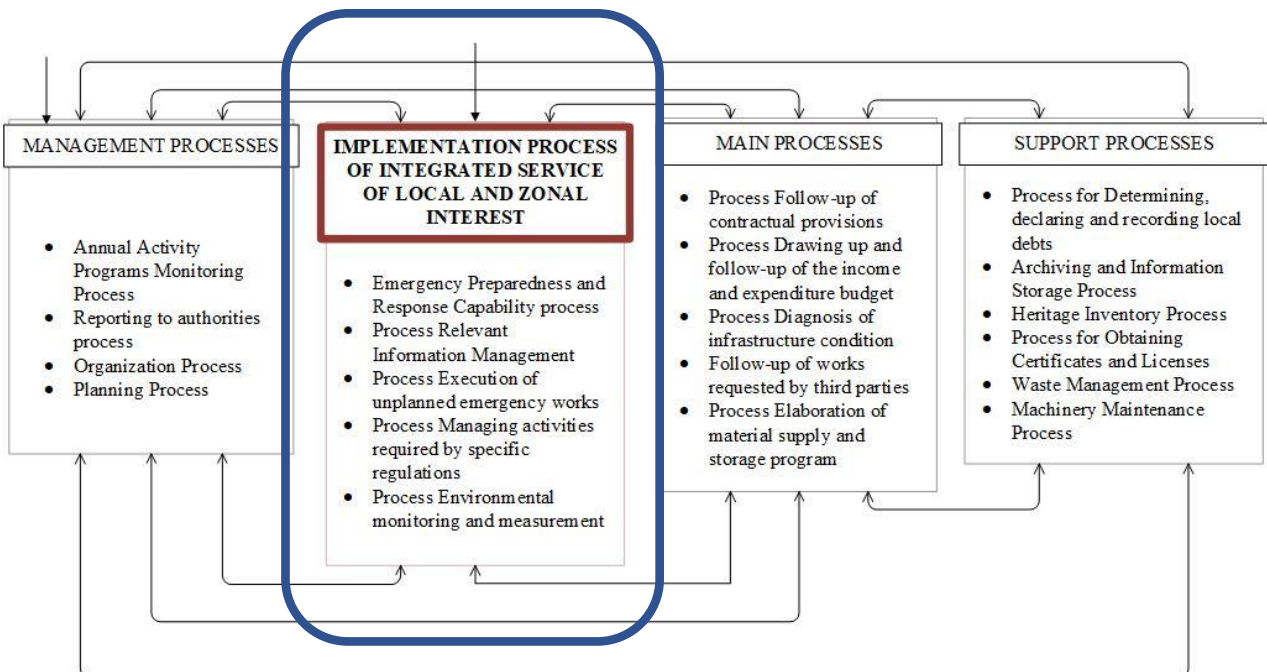 MANAGEMENT PROCESSES
• Annual Activity
Programs Monitoring
Process
• Reporting to authorities
process
• Organization Process
• Planning Process
IMPLEMENTATION PROCESS
OF INTEGRATED SERVICE
OF LOCAL AND ZONAL
INTEREST
• Emergency Preparedness and
Response Capability process
• Process Relevant
Information Management
• Process Execution of
unplanned emergency works
• Process Managing activities
required by specific
regulations
• Process Environmental
monitoring and measurement
MAIN PROCESSES
• Process Follow-up of
contractual provisions
• Process Drawing up and
follow-up of the income
and expenditure budget
• Process Diagnosis of
infrastructure condition
• Follow-up of works
requested by third parties
• Process Elaboration of
material supply and
storage program
SUPPORT PROCESSES
• Process for Determining,
declaring and recording local
debts
• Archiving and Information
Storage Process
• Heritage Inventory Process
• Process for Obtaining
Certificates and Licenses
• Waste Management Process
• Machinery Maintenance
Process